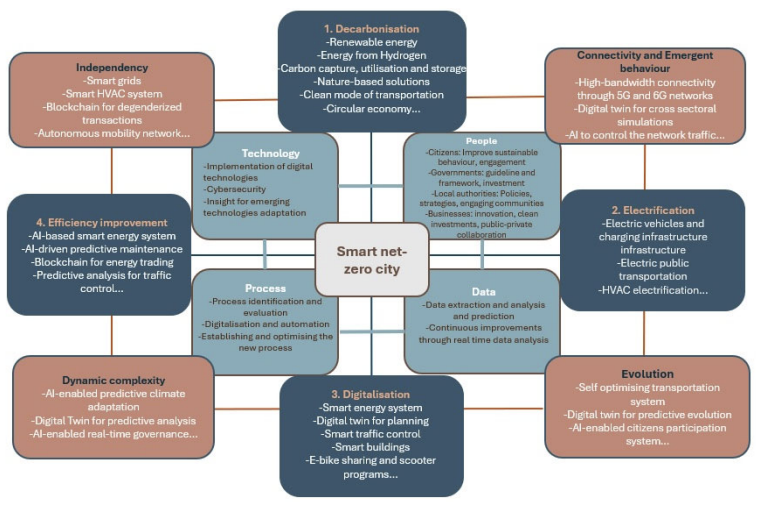 1. Decarbonisation
-Renewable energy
-Energy from Hydrogen
-Carbon capture, utilisation and storage
-Nature-based solutions
-Clean mode of transportation
-Circular economy...
Independency
-Smart grids
-Smart HVAC system
-Blockchain for degenderized
transactions
-Autonomous mobility network...
Connectivity and Emergent
behaviour
-High-bandwidth connectivity
through 5G and 6G networks
-Digital twin for cross sectoral
simulations
-AI to control the network traffic...
Technology
-Implementation of digital
technologies
-Cybersecurity
-Insight for emerging
technologies adaptation
People
-Citizens: Improve sustainable
behaviour, engagement
-Governments: guideline and
framework, investment
-Local authorities: Policies,
strategies, engaging communities
-Businesses: innovation, clean
investments, public-private
collaboration
4. Efficiency improvement
-AI-based smart energy system
-AI-driven predictive maintenance
-Blockchain for energy trading
-Predictive analysis for traffic
control...
Smart net-
zero city
2. Electrification
-Electric vehicles and
charging infrastructure
infrastructure
-Electric public
transportation
-HVAC electrification...
Process
-Process identification and
evaluation
-Digitalisation and automation
-Establishing and optimising the
new process
Data
-Data extraction and analysis
and prediction
-Continuous improvements
through real time data analysis
Dynamic complexity
-AI-enabled predictive climate
adaptation
-Digital Twin for predictive analysis
-AI-enabled real-time governance...
3. Digitalisation
-Smart energy system
-Digital twin for planning
-Smart traffic control
-Smart buildings
-E-bike sharing and scooter
programs...
Evolution
-Self optimising transportation
system
-Digital twin for predictive evolution
-AI-enabled citizens participation
system...